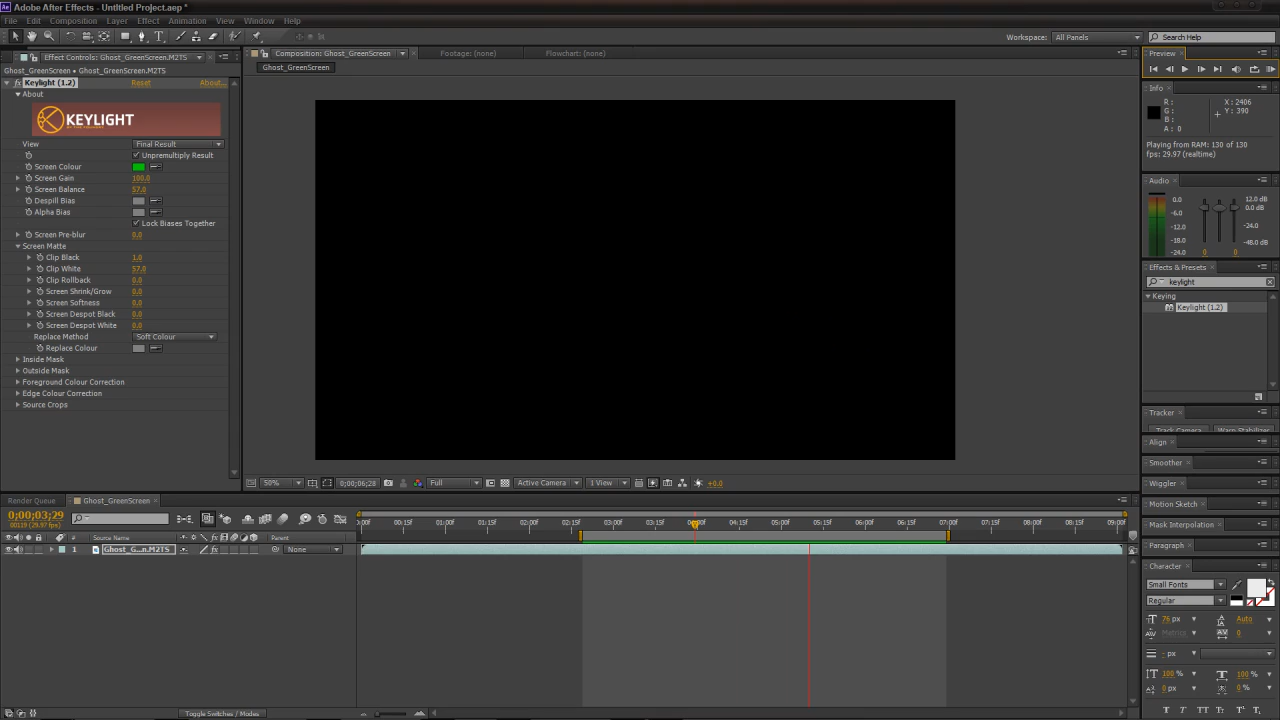 Adobe After Effects - Untitled Project.aep *
File Edit Composition Layer Effect Animation View Window Help
Workspace: All Panels
Search Help
Effect Controls: Ghost_GreenScreen.M2TS
Ghost_GreenScreen • Ghost_GreenScreen.M2TS
Keylight (1.2) Reset About...
About
KEYLIGHT
View Final Result
Unpremultiply Result
Screen Colour
Screen Gain 100.0
Screen Balance 57.0
Despill Bias
Alpha Bias
Lock Biases Together
Screen Pre-blur 0.0
Screen Matte
Clip Black 1.0
Clip White 57.0
Clip Rollback 0.0
Screen Shrink/Grow 0.0
Screen Softness 0.0
Screen Despot Black 0.0
Screen Despot White 0.0
Replace Method Soft Colour
Replace Colour
Inside Mask
Outside Mask
Foreground Colour Correction
Edge Colour Correction
Source Crops
Composition: Ghost_GreenScreen Footage: (none) Flowchart: (none)
Ghost_GreenScreen
50% 0;00;06;28 Full Active Camera 1 View +0.0
Preview
Info
R: X: 2406
G: Y: 390
B:
A: 0
Playing from RAM: 130 of 130
fps: 29.97 (realtime)
Audio
0.0 12.0 dB
-6.0 0.0 dB
-12.0 -24.0
-18.0 -48.0 dB
-24.0 0 0
Effects & Presets
keylight
Keying
Keylight (1.2)
Tracker
Track Camera Warp Stabilizer
Align
Smoother
Wiggler
Motion Sketch
Mask Interpolation
Paragraph
Character
Small Fonts
Regular
76 px Auto
Metrics 0
- px
100 % 100 %
0 px 0 %
T T TT Tt T¹ T₁
Render Queue Ghost_GreenScreen
0;00;03;29
00119 (29.97 fps)
00f 00:15f 01:00f 01:15f 02:00f 02:15f 03:00f 03:15f 04:00f 04:15f 05:00f 05:15f 06:00f 06:15f 07:00f 07:15f 08:00f 08:15f 09:00f
# Source Name Parent
1 Ghost_G...n.M2TS None
Toggle Switches / Modes